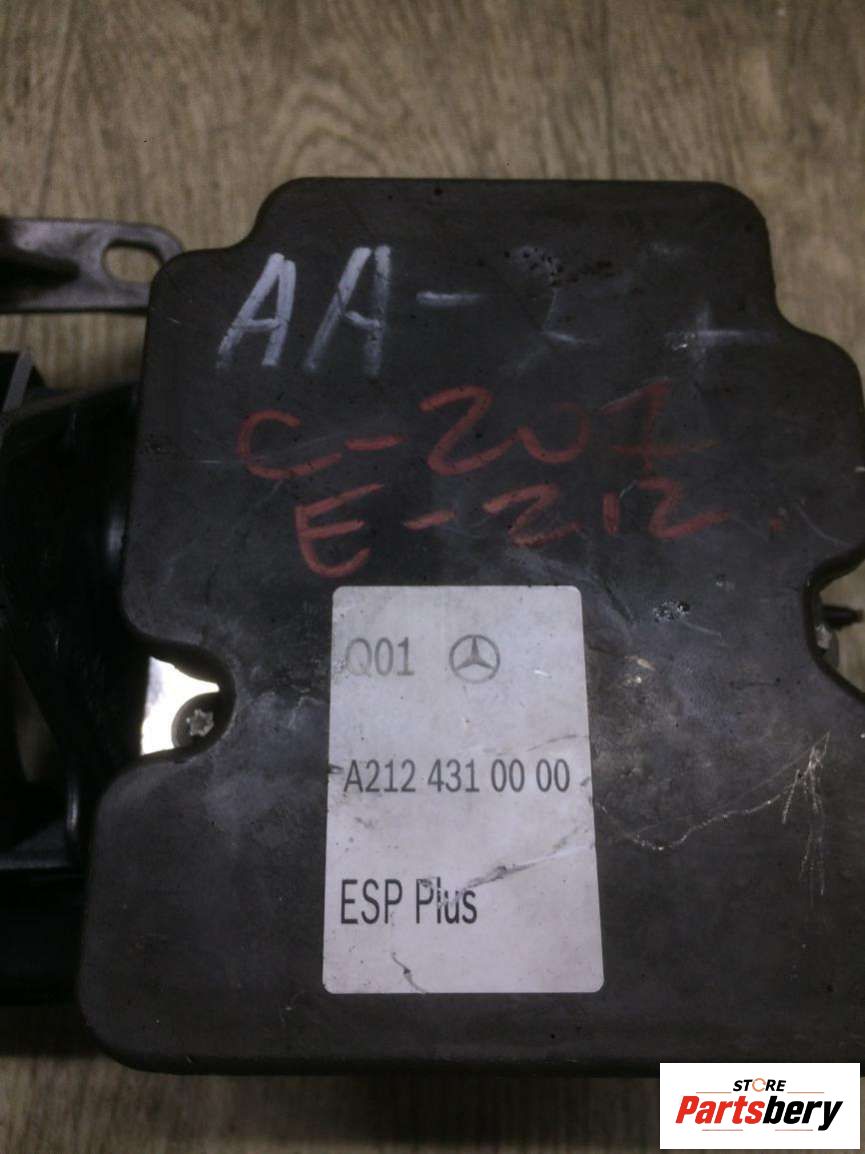 AA-
C-207
E-212.
Q01
A212 431 00 00
ESP Plus
STORE
Partsbery